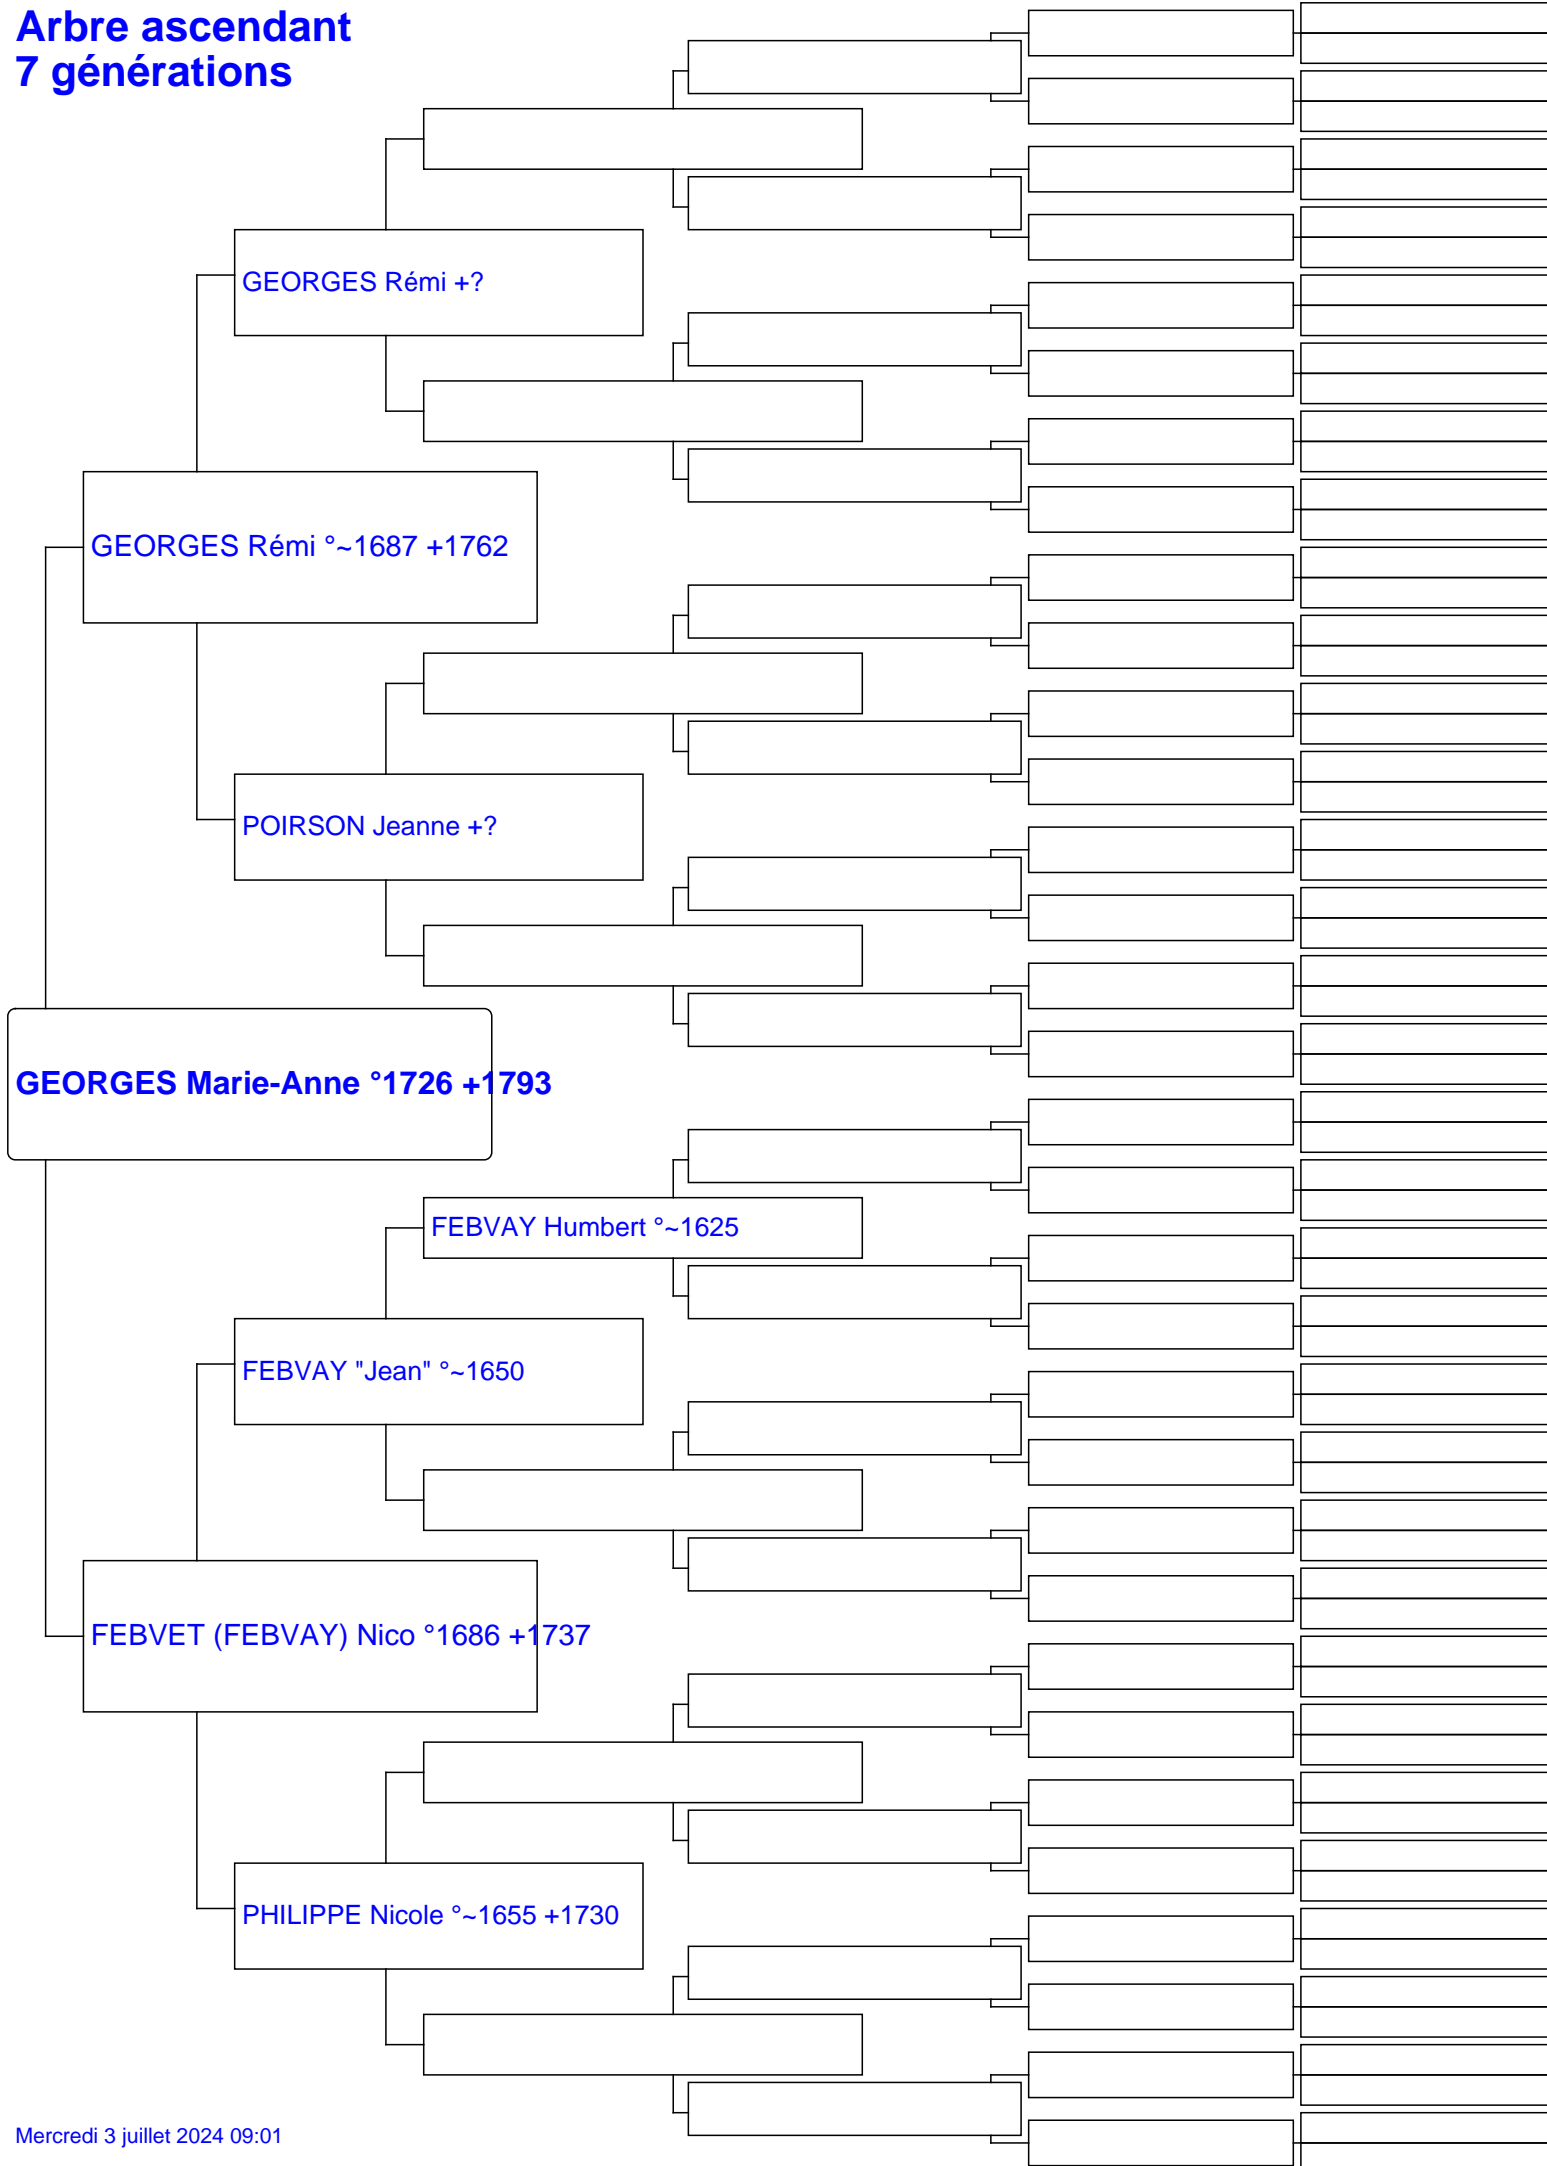 Arbre ascendant
7 générations
GEORGES Rémi +?
GEORGES Rémi °~1687 +1762
POIRSON Jeanne +?
GEORGES Marie-Anne °1726 +1793
FEBVAY Humbert °~1625
FEBVAY "Jean" °~1650
FEBVET (FEBVAY) Nico °1686 +1737
PHILIPPE Nicole °~1655 +1730
Mercredi 3 juillet 2024 09:01